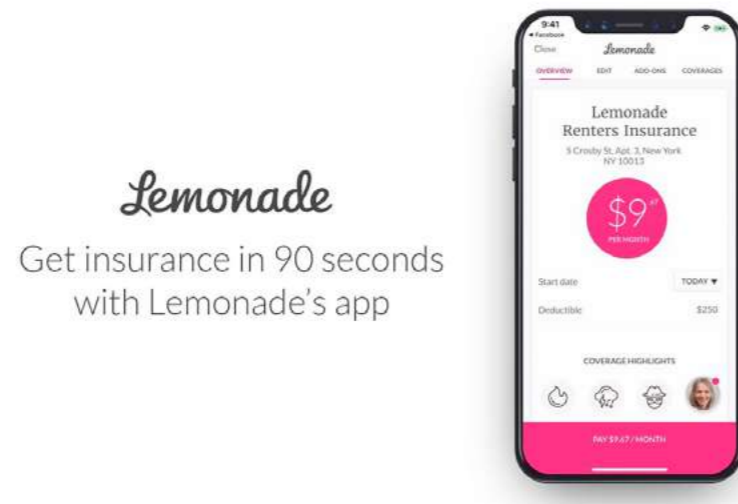 Lemonade
Get insurance in 90 seconds
with Lemonade's app
9:41
Facebook
Close
Lemonade
OVERVIEW EDIT ADD-ONS COVERAGES
Lemonade
Renters Insurance
5 Crosby St, Apt. 3, New York
NY 10013
$9.67
PER MONTH
Start date TODAY
Deductible $250
COVERAGE HIGHLIGHTS
PAY $9.67 / MONTH